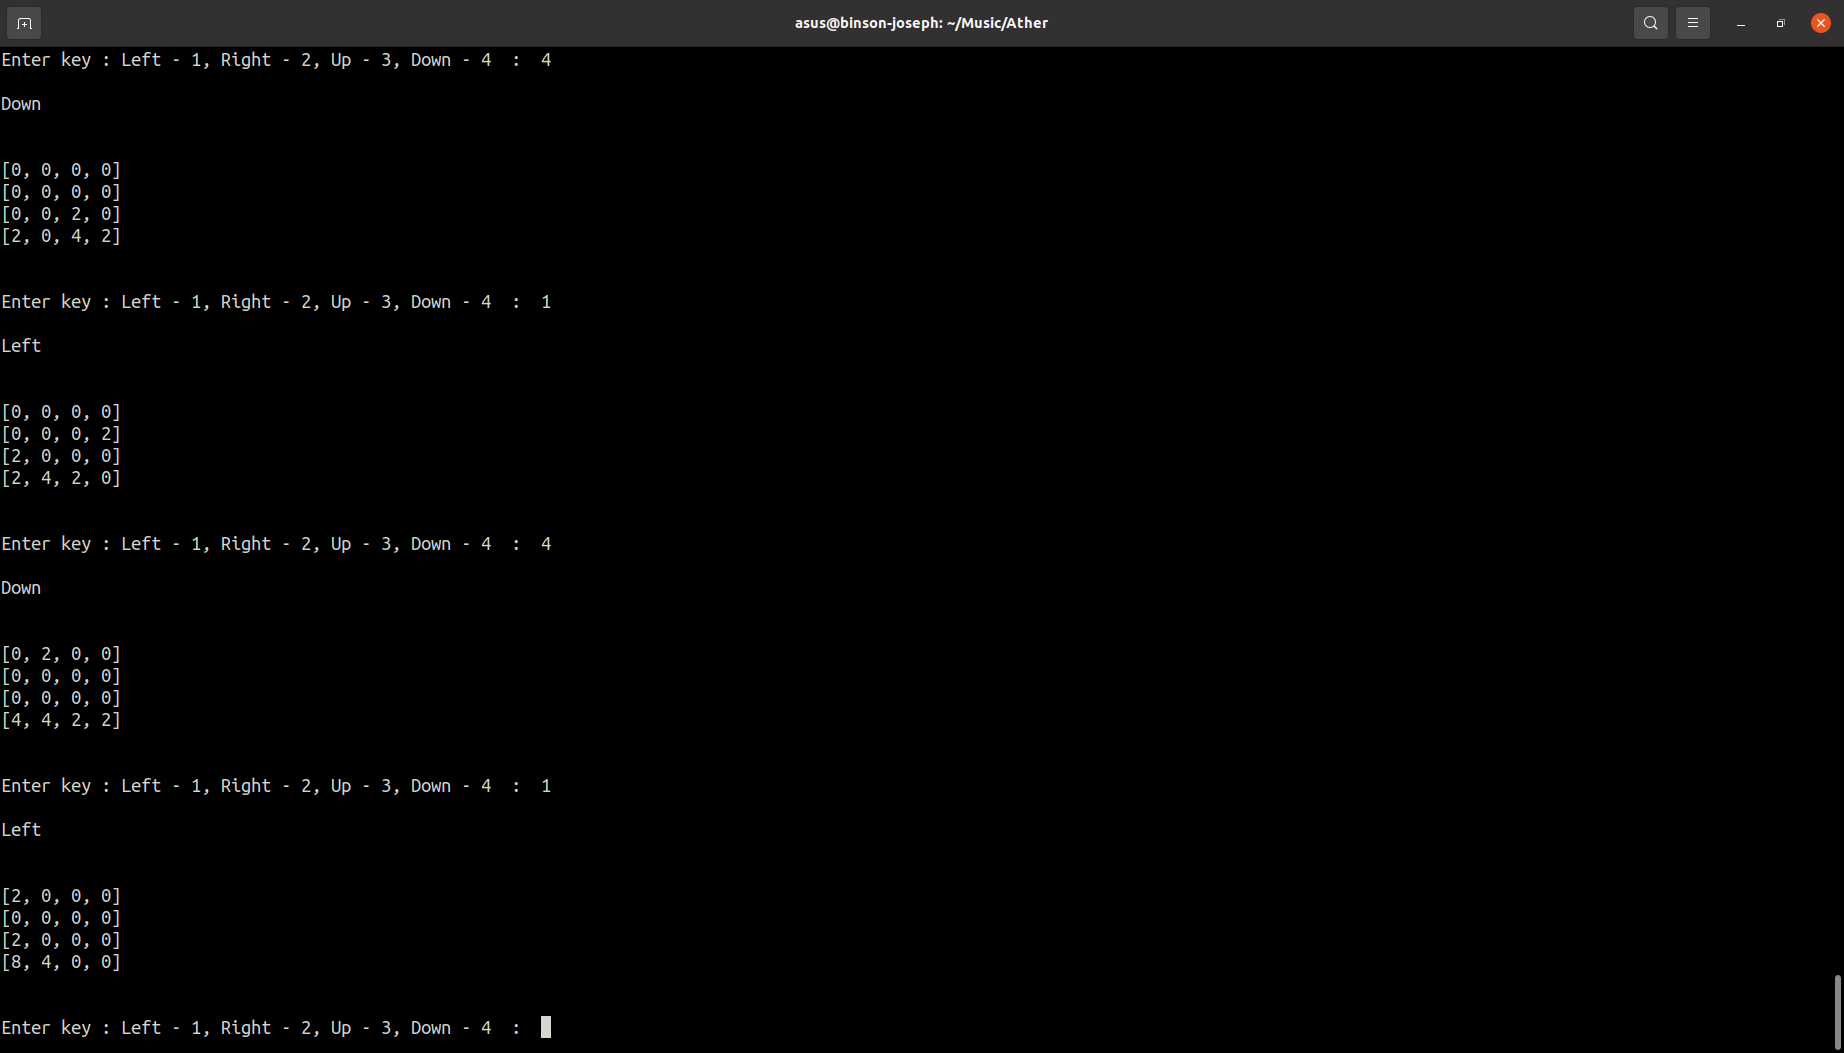 asus@binson-joseph: ~/Music/Ather
Enter key : Left - 1, Right - 2, Up - 3, Down - 4  :  4
Down
[0, 0, 0, 0]
[0, 0, 0, 0]
[0, 0, 2, 0]
[2, 0, 4, 2]
Enter key : Left - 1, Right - 2, Up - 3, Down - 4  :  1
Left
[0, 0, 0, 0]
[0, 0, 0, 2]
[2, 0, 0, 0]
[2, 4, 2, 0]
Enter key : Left - 1, Right - 2, Up - 3, Down - 4  :  4
Down
[0, 2, 0, 0]
[0, 0, 0, 0]
[0, 0, 0, 0]
[4, 4, 2, 2]
Enter key : Left - 1, Right - 2, Up - 3, Down - 4  :  1
Left
[2, 0, 0, 0]
[0, 0, 0, 0]
[2, 0, 0, 0]
[8, 4, 0, 0]
Enter key : Left - 1, Right - 2, Up - 3, Down - 4  :